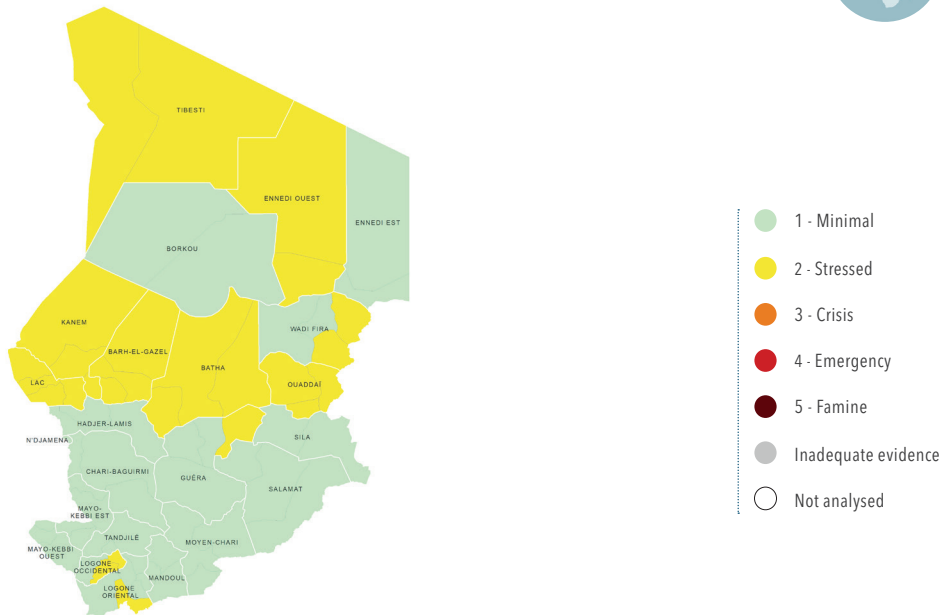 TIBESTI
ENNEDI OUEST
ENNEDI EST
BORKOU
KANEM
WADI FIRA
BARH-EL-GAZEL
BATHA
LAC
OUADDAÏ
HADJER-LAMIS
N'DJAMENA
SILA
CHARI-BAGUIRMI
GUÉRA
SALAMAT
MAYO-
KEBBI EST
TANDJILÉ
MOYEN-CHARI
MAYO-KEBBI
OUEST
LOGONE
OCCIDENTAL
MANDOUL
LOGONE
ORIENTAL
1 - Minimal
2 - Stressed
3 - Crisis
4 - Emergency
5 - Famine
Inadequate evidence
Not analysed